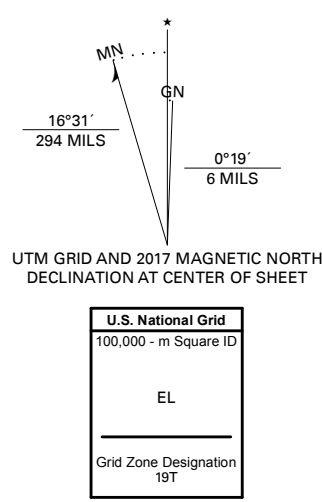 ★
MN
GN
16°31´
294 MILS
0°19´
6 MILS
UTM GRID AND 2017 MAGNETIC NORTH
DECLINATION AT CENTER OF SHEET
U.S. National Grid
100,000 - m Square ID
EL
Grid Zone Designation
19T